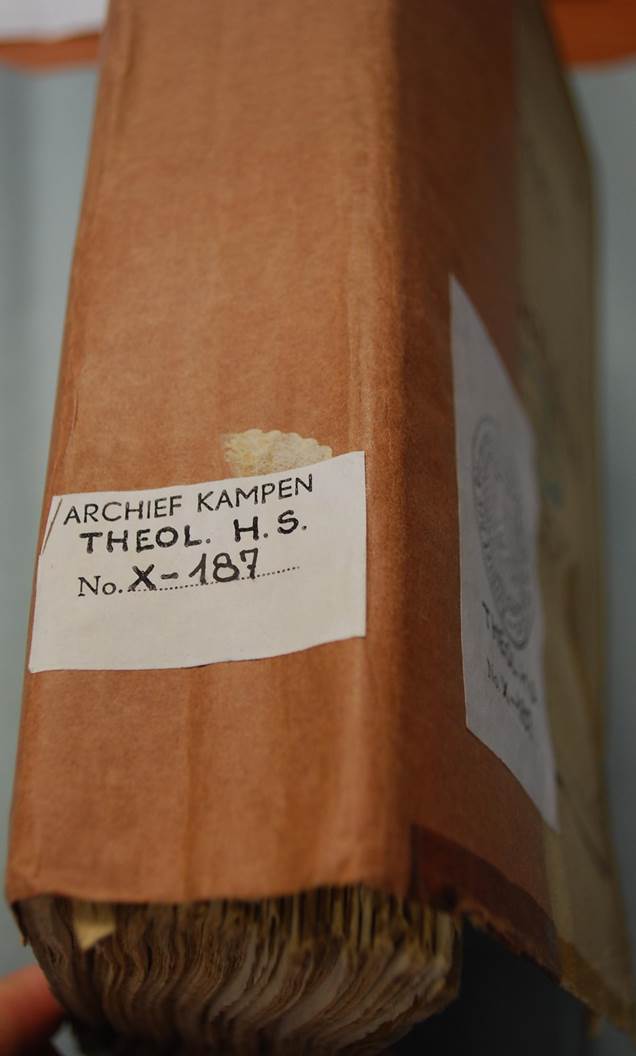 ARCHIEF KAMPEN
THEOL. H. S.
No. X-187